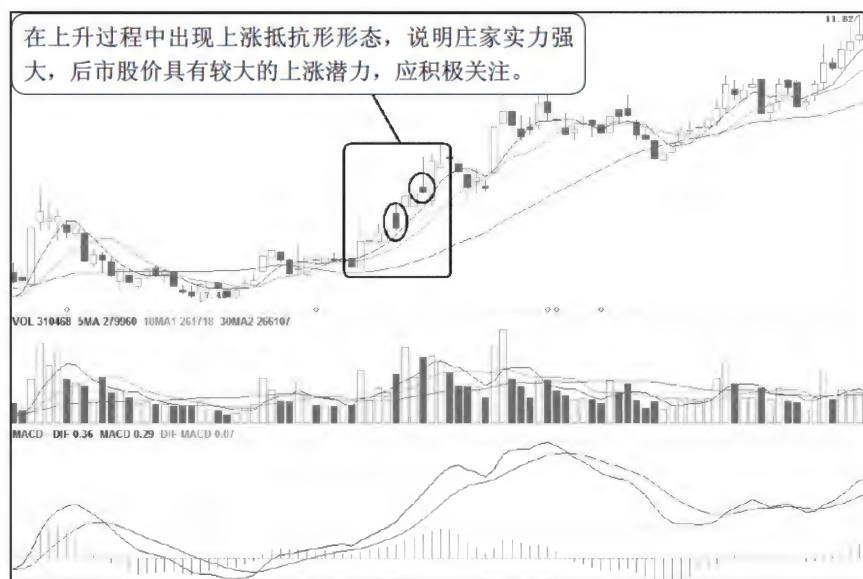 11.82
在上升过程中出现上涨抵抗形形态，说明庄家实力强
大，后市股价具有较大的上涨潜力，应积极关注。
VOL 310468 5MA 279960 10MA1 261718 30MA2 266107
MACD DIF 0.36 MACD 0.29 DIF MACD 0.07